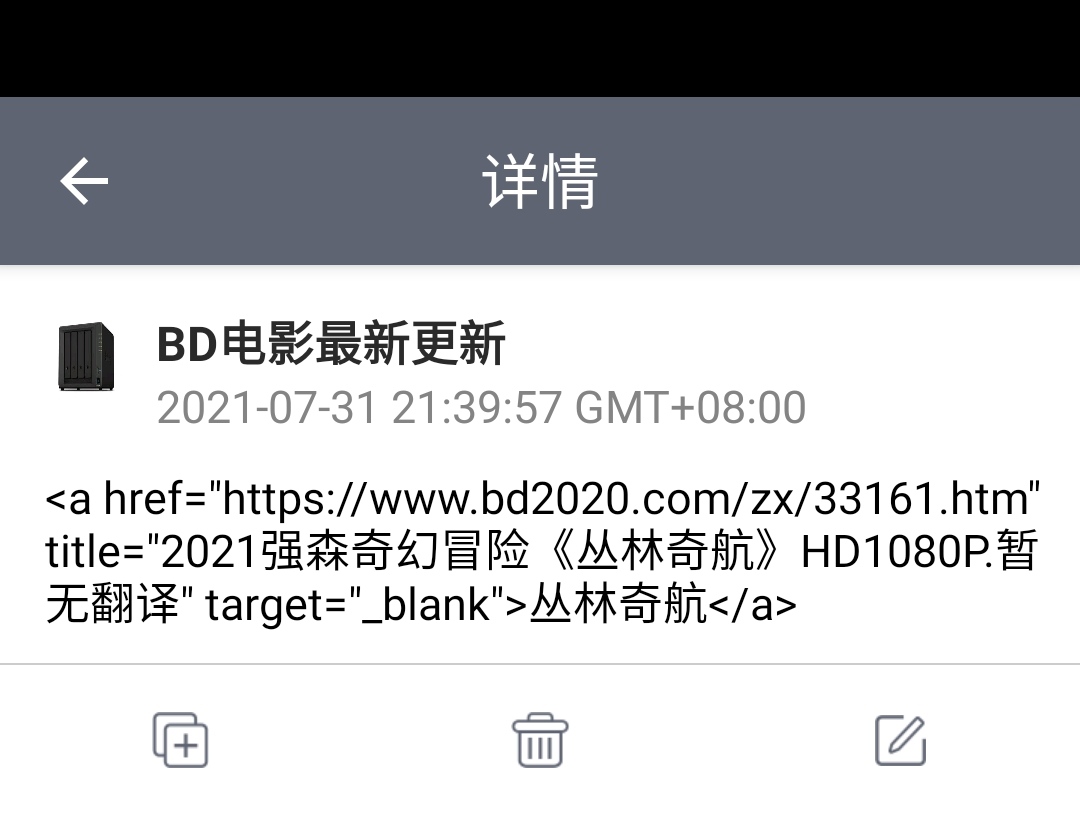 详情
BD电影最新更新
2021-07-31 21:39:57 GMT+08:00
<a href="https://www.bd2020.com/zx/33161.htm"
title="2021强森奇幻冒险《丛林奇航》HD1080P.暂
无翻译" target="_blank">丛林奇航</a>